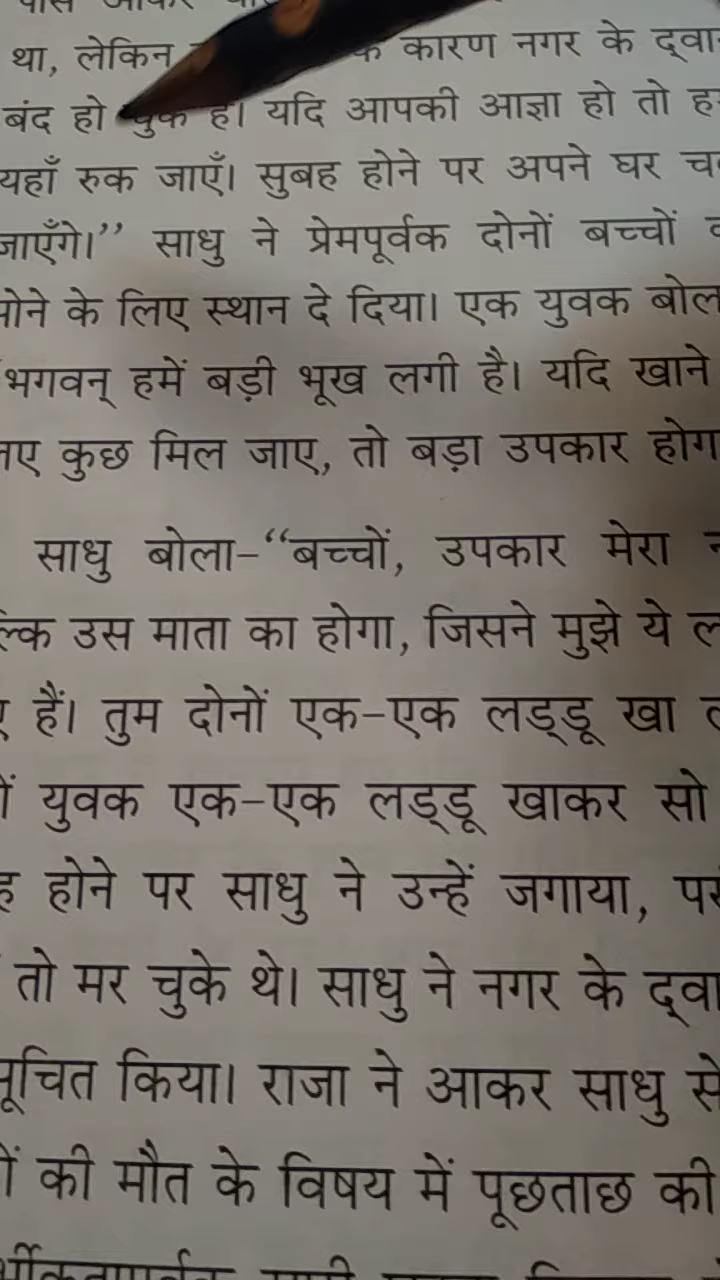 था, लेकिन कारण नगर के
बंद हो चुके हैं। यदि आपकी आज्ञा हो तो
यहाँ रुक जाएँ। सुबह होने पर अपने घर
जाएँगे।” साधु ने प्रेमपूर्वक दोनों बच्चों
के लिए स्थान दे दिया। एक युवक
भगवन् हमें बड़ी भूख लगी है। यदि खाने
कुछ मिल जाए, तो बड़ा उपकार
साधु बोला-“बच्चों, उपकार मेरा
उस माता का होगा, जिसने मुझे ये
हैं। तुम दोनों एक-एक लड्डू खा
युवक एक-एक लड्डू खाकर सो
होने पर साधु ने उन्हें जगाया,
तो मर चुके थे। साधु ने नगर के
सूचित किया। राजा ने आकर साधु से
की मौत के विषय में पूछताछ की